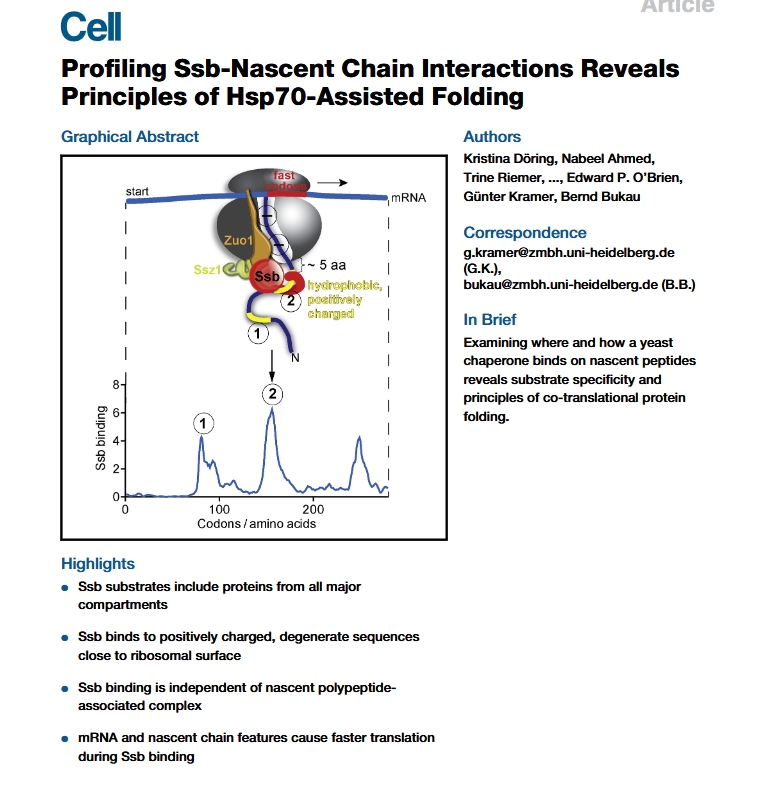 Article
Cell
Profiling Ssb-Nascent Chain Interactions Reveals
Principles of Hsp70-Assisted Folding
Graphical Abstract
start
fast
codons
mRNA
Zuo1
Ssz1
Ssb
~ 5 aa
hydrophobic,
positively
charged
2
1
N
Ssb binding
8
6
4
2
0
1
2
0
100
200
Codons / amino acids
Highlights
Ssb substrates include proteins from all major
compartments
Ssb binds to positively charged, degenerate sequences
close to ribosomal surface
Ssb binding is independent of nascent polypeptide-
associated complex
mRNA and nascent chain features cause faster translation
during Ssb binding
Authors
Kristina Döring, Nabeel Ahmed,
Trine Riemer, ..., Edward P. O'Brien,
Günter Kramer, Bernd Bukau
Correspondence
g.kramer@zmbh.uni-heidelberg.de
(G.K.),
bukau@zmbh.uni-heidelberg.de (B.B.)
In Brief
Examining where and how a yeast
chaperone binds on nascent peptides
reveals substrate specificity and
principles of co-translational protein
folding.